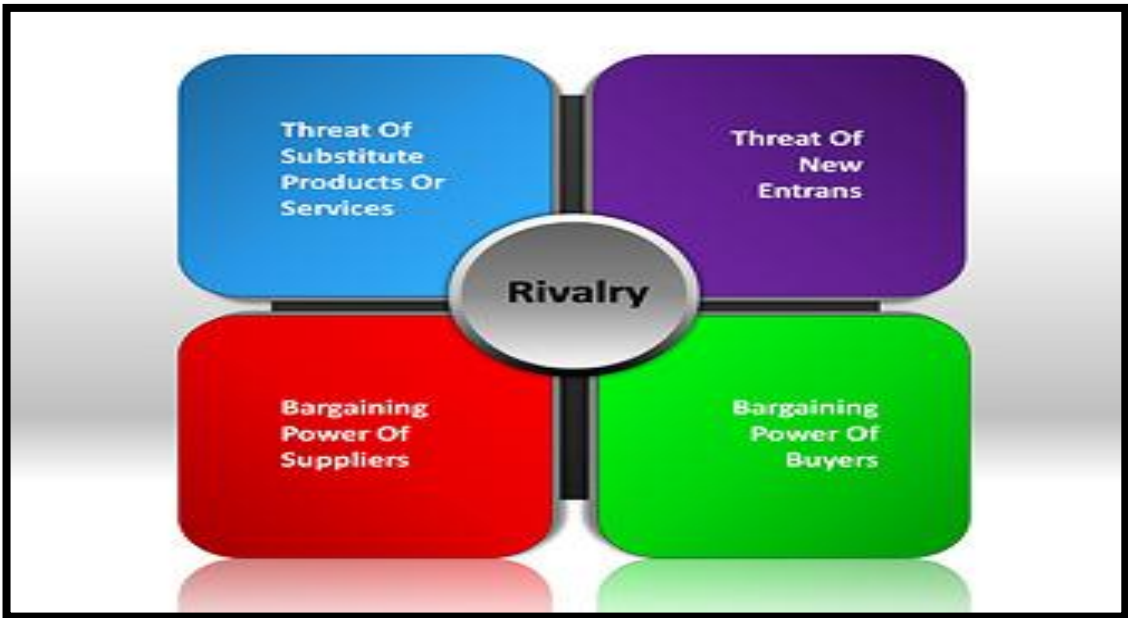 Threat Of
Substitute
Products Or
Services
Threat Of
New
Entrans
Rivalry
Bargaining
Power Of
Suppliers
Bargaining
Power Of
Buyers